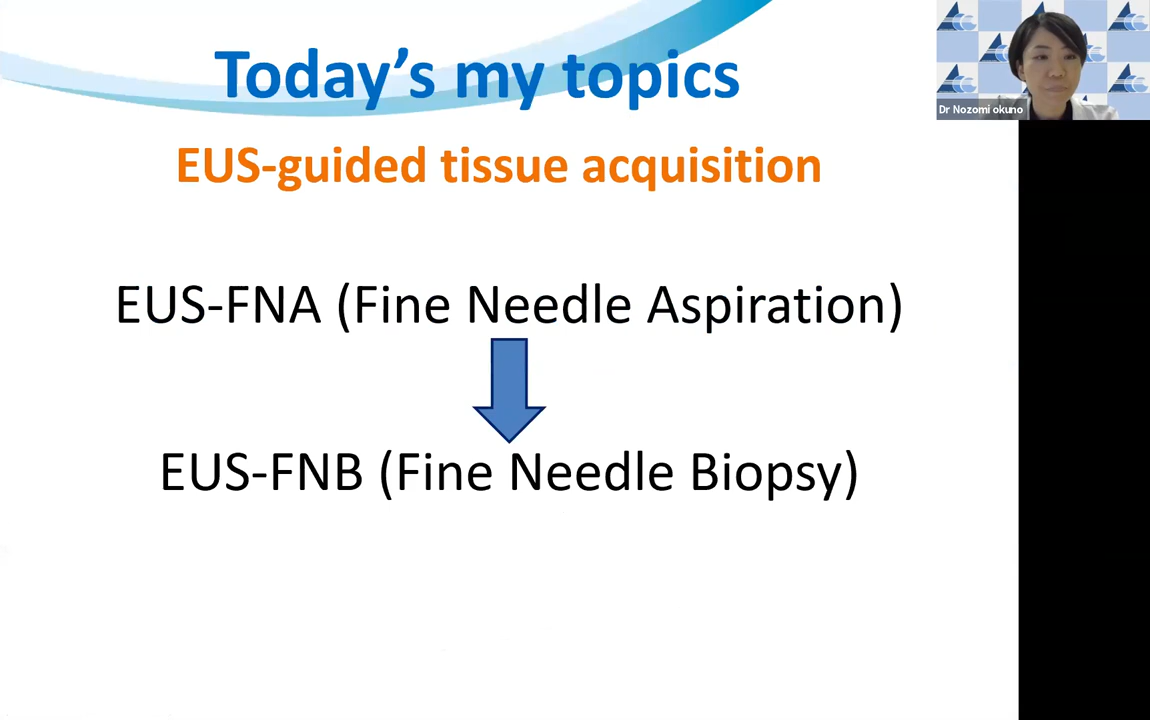 Today's my topics
EUS-guided tissue acquisition
EUS-FNA (Fine Needle Aspiration)
EUS-FNB (Fine Needle Biopsy)
Dr Nozomi okuno